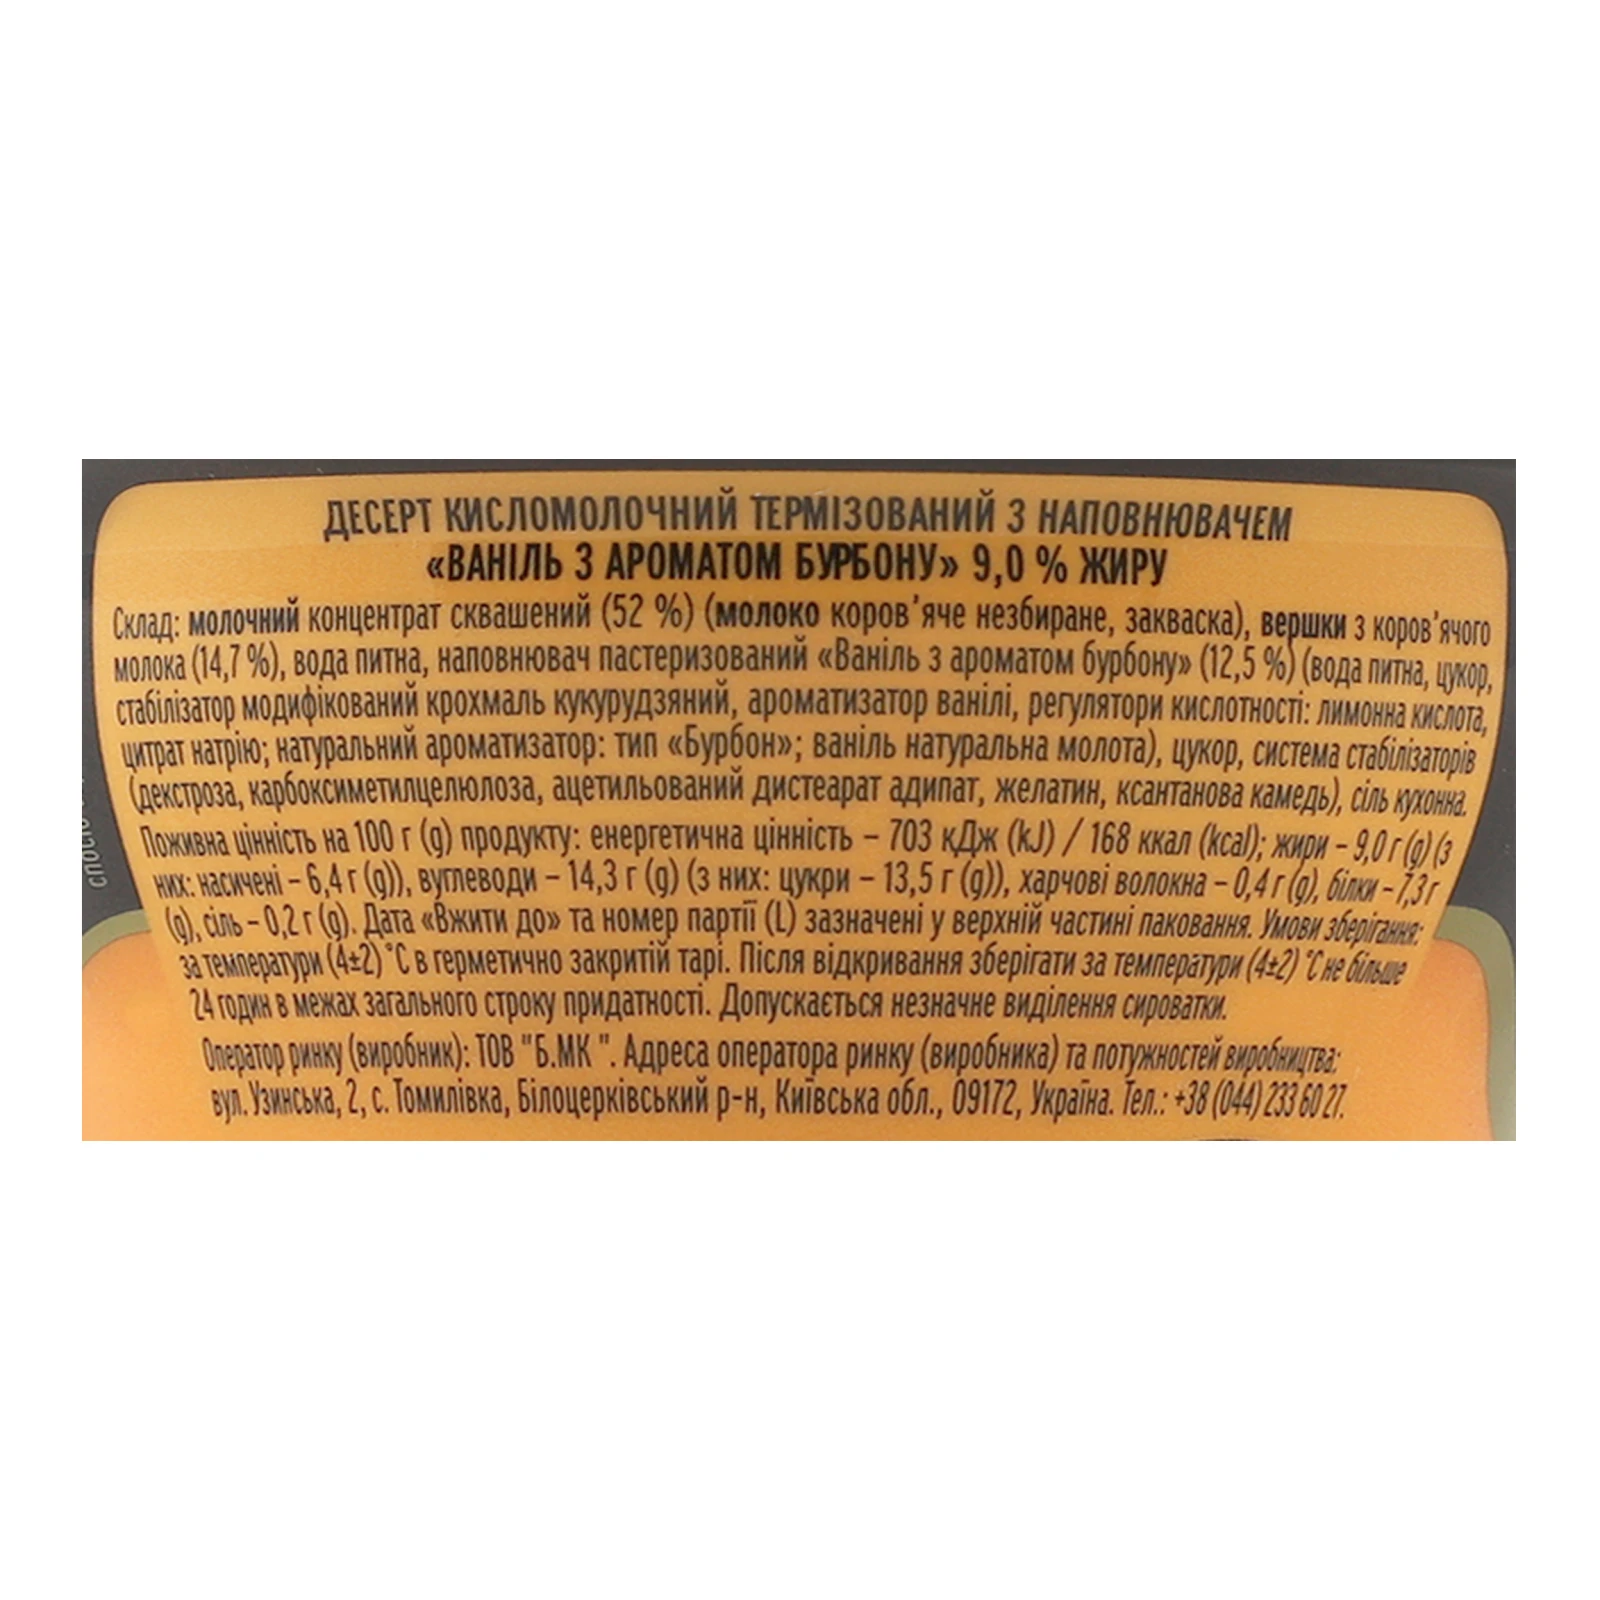 ДЕСЕРТ КИСЛОМОЛОЧНИЙ ТЕРМІЗОВАНИЙ З НАПОВНЮВАЧЕМ
«ВАНІЛЬ З АРОМАТОМ БУРБОНУ» 9,0 % ЖИРУ
Склад: молочний концентрат сквашений (52 %) (молоко коров'яче незбиране, закваска), вершки з коров'ячого
молока (14,7 %), вода питна, наповнювач пастеризований «Ваніль з ароматом бурбону» (12,5 %) (вода питна, цукор,
стабілізатор модифікований крохмаль кукурудзяний, ароматизатор ванілі, регулятори кислотності: лимонна кислота,
цитрат натрію; натуральний ароматизатор: тип «Бурбон»; ваніль натуральна молота), цукор, система стабілізаторів
(декстроза, карбоксиметилцелюлоза, ацетильований дистеарат адипат, желатин, ксантанова камедь), сіль кухонна.
Поживна цінність на 100 г (g) продукту: енергетична цінність – 703 кДж (kJ) / 168 ккал (kcal); жири – 9,0 г (g) (з
них: насичені – 6,4 г (g)), вуглеводи – 14,3 г (g) (з них: цукри – 13,5 г (g)), харчові волокна – 0,4 г (g), білки – 7,3 г
(g), сіль – 0,2 г (g). Дата «Вжити до» та номер партії (L) зазначені у верхній частині паковання. Умови зберігання:
за температури (4±2) °С в герметично закритій тарі. Після відкривання зберігати за температури (4±2) °С не більше
24 годин в межах загального строку придатності. Допускається незначне виділення сироватки.
Оператор ринку (виробник): ТОВ "Б.МК ". Адреса оператора ринку (виробника) та потужностей виробництва:
вул. Узинська, 2, с. Томилівка, Білоцерківський р-н, Київська обл., 09172, Україна. Тел.: +38 (044) 233 60 27.